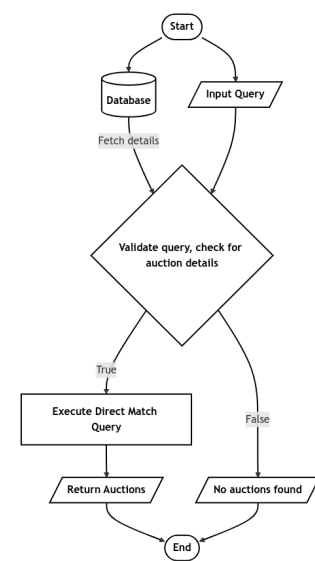 Start
Database
Input Query
Fetch details
Validate query, check for
auction details
True
False
Execute Direct Match
Query
Return Auctions
No auctions found
End